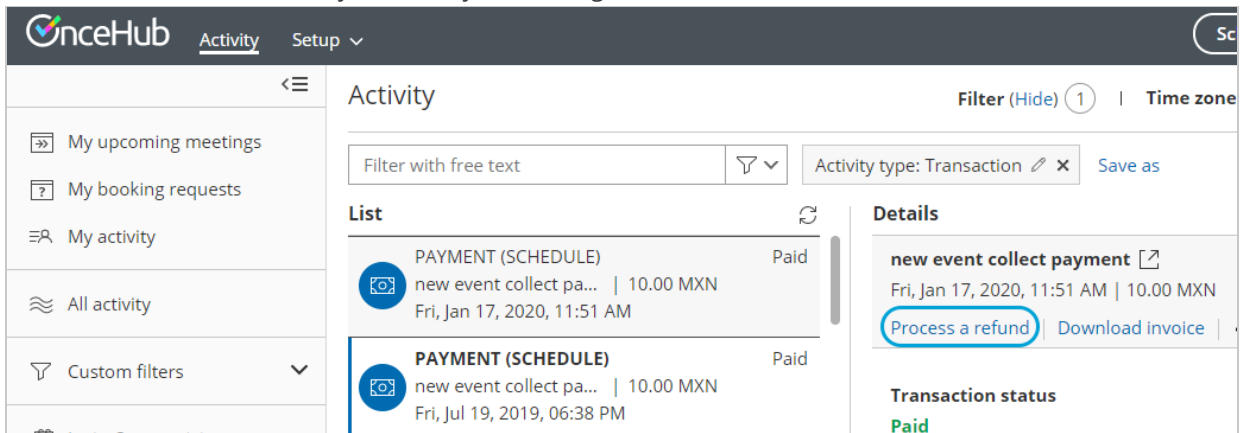 OnceHub Activity Setup
Sc
My upcoming meetings
My booking requests
My activity
All activity
Custom filters
Activity
Filter (Hide) 1 | Time zone
Filter with free text
Activity type: Transaction Save as
List
PAYMENT (SCHEDULE) Paid
new event collect pa... | 10.00 MXN
Fri, Jan 17, 2020, 11:51 AM
PAYMENT (SCHEDULE) Paid
new event collect pa... | 10.00 MXN
Fri, Jul 19, 2019, 06:38 PM
Details
new event collect payment
Fri, Jan 17, 2020, 11:51 AM | 10.00 MXN
Process a refund | Download invoice |
Transaction status
Paid